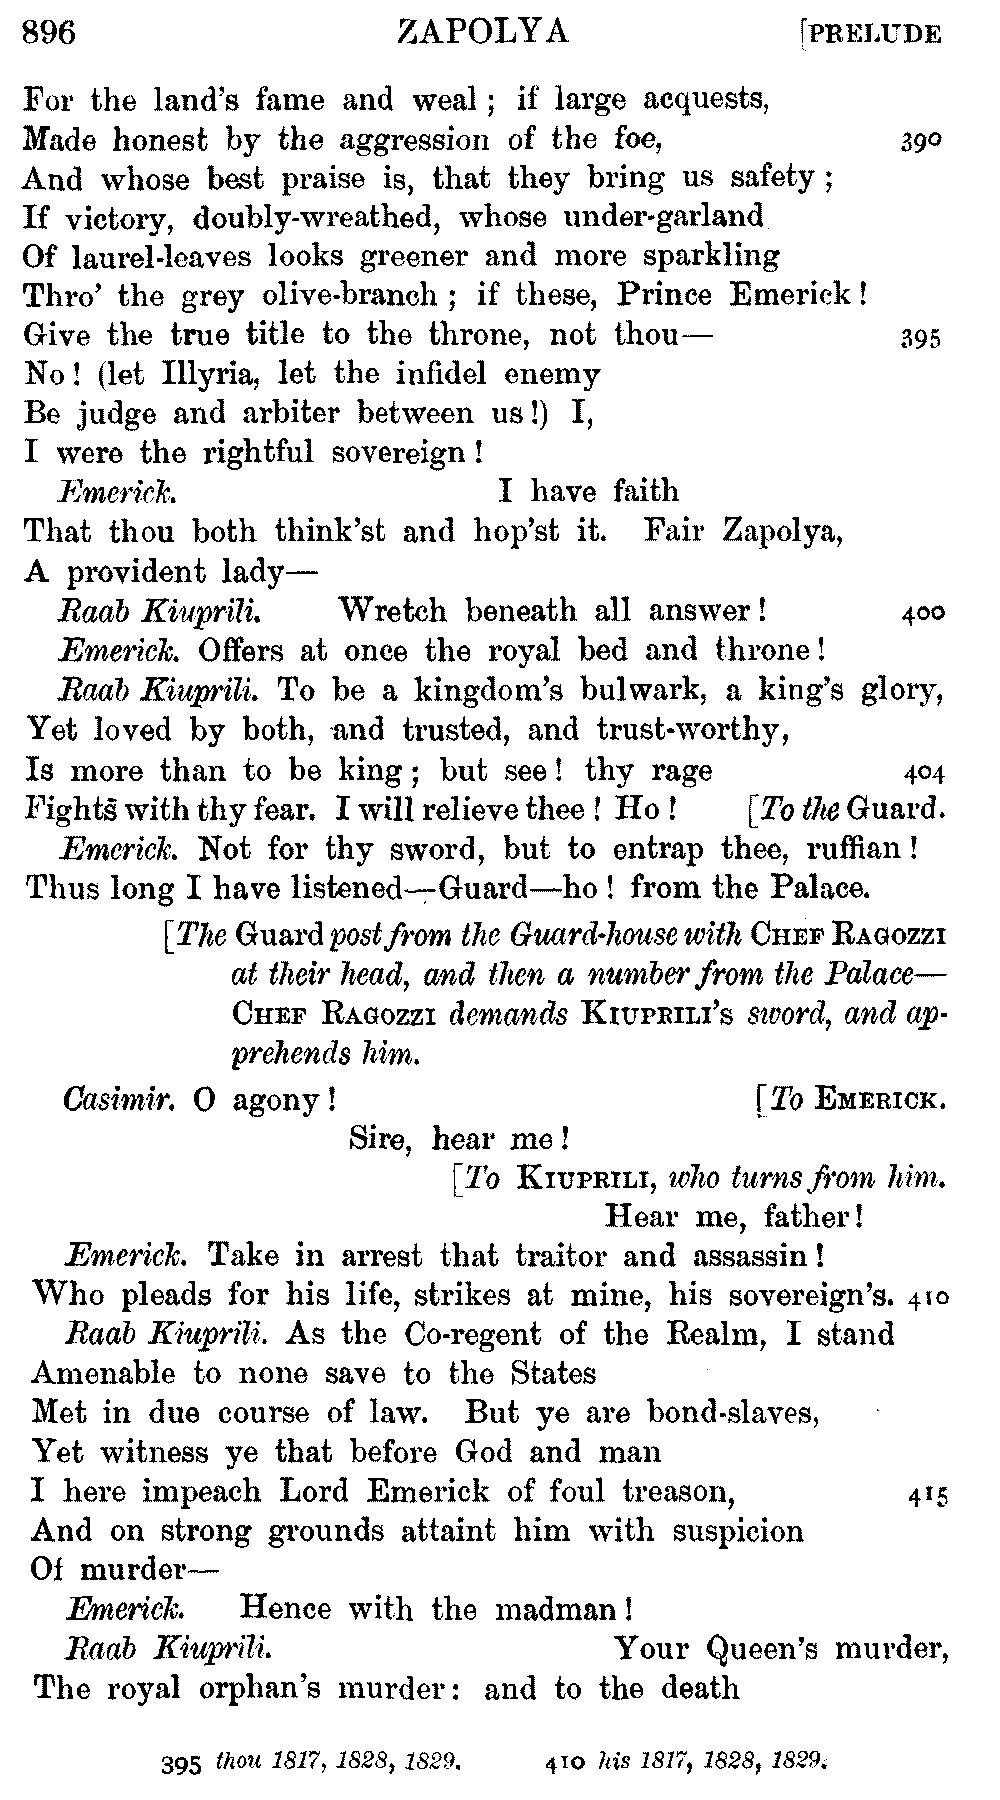 896 ZAPOLYA [PRELUDE
For the land's fame and weal ; if large acquests,
Made honest by the aggression of the foe, 390
And whose best praise is, that they bring us safety ;
If victory, doubly-wreathed, whose under-garland
Of laurel-leaves looks greener and more sparkling
Thro' the grey olive-branch ; if these, Prince Emerick !
Give the true title to the throne, not thou— 395
No ! (let Illyria, let the infidel enemy
Be judge and arbiter between us !) I,
I were the rightful sovereign !
Emerick. I have faith
That thou both think'st and hop'st it. Fair Zapolya,
A provident lady—
Raab Kiuprili. Wretch beneath all answer ! 400
Emerick. Offers at once the royal bed and throne !
Raab Kiuprili. To be a kingdom's bulwark, a king's glory,
Yet loved by both, and trusted, and trust-worthy,
Is more than to be king ; but see ! thy rage 404
Fights with thy fear. I will relieve thee ! Ho ! [To the Guard.
Emerick. Not for thy sword, but to entrap thee, ruffian !
Thus long I have listened—Guard—ho ! from the Palace.
[The Guard post from the Guard-house with CHEF RAGOZZI
at their head, and then a number from the Palace—
CHEF RAGOZZI demands KIUPRILI'S sword, and ap-
prehends him.
Casimir. O agony ! [To EMERICK.
Sire, hear me !
[To KIUPRILI, who turns from him.
Hear me, father !
Emerick. Take in arrest that traitor and assassin !
Who pleads for his life, strikes at mine, his sovereign's. 410
Raab Kiuprili. As the Co-regent of the Realm, I stand
Amenable to none save to the States
Met in due course of law. But ye are bond-slaves,
Yet witness ye that before God and man
I here impeach Lord Emerick of foul treason, 415
And on strong grounds attaint him with suspicion
Of murder—
Emerick. Hence with the madman !
Raab Kiuprili. Your Queen's murder,
The royal orphan's murder : and to the death
395 thou 1817, 1828, 1829. 410 his 1817, 1828, 1829.